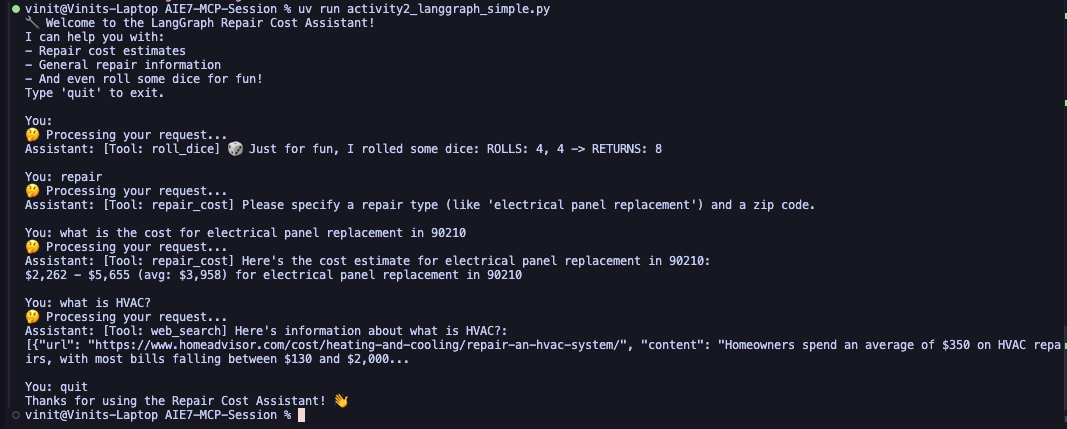 vinit@Vinits-Laptop AIE7-MCP-Session % uv run activity2_langgraph_simple.py
🔧 Welcome to the LangGraph Repair Cost Assistant!
I can help you with:
- Repair cost estimates
- General repair information
- And even roll some dice for fun!
Type 'quit' to exit.
You:
🤔 Processing your request...
Assistant: [Tool: roll_dice] 🎲 Just for fun, I rolled some dice: ROLLS: 4, 4 -> RETURNS: 8
You: repair
🤔 Processing your request...
Assistant: [Tool: repair_cost] Please specify a repair type (like 'electrical panel replacement') and a zip code.
You: what is the cost for electrical panel replacement in 90210
🤔 Processing your request...
Assistant: [Tool: repair_cost] Here's the cost estimate for electrical panel replacement in 90210:
$2,262 - $5,655 (avg: $3,958) for electrical panel replacement in 90210
You: what is HVAC?
🤔 Processing your request...
Assistant: [Tool: web_search] Here's information about what is HVAC?:
[{"url": "https://www.homeadvisor.com/cost/heating-and-cooling/repair-an-hvac-system/", "content": "Homeowners spend an average of $350 on HVAC repa
irs, with most bills falling between $130 and $2,000...
You: quit
Thanks for using the Repair Cost Assistant! 👋
vinit@Vinits-Laptop AIE7-MCP-Session %